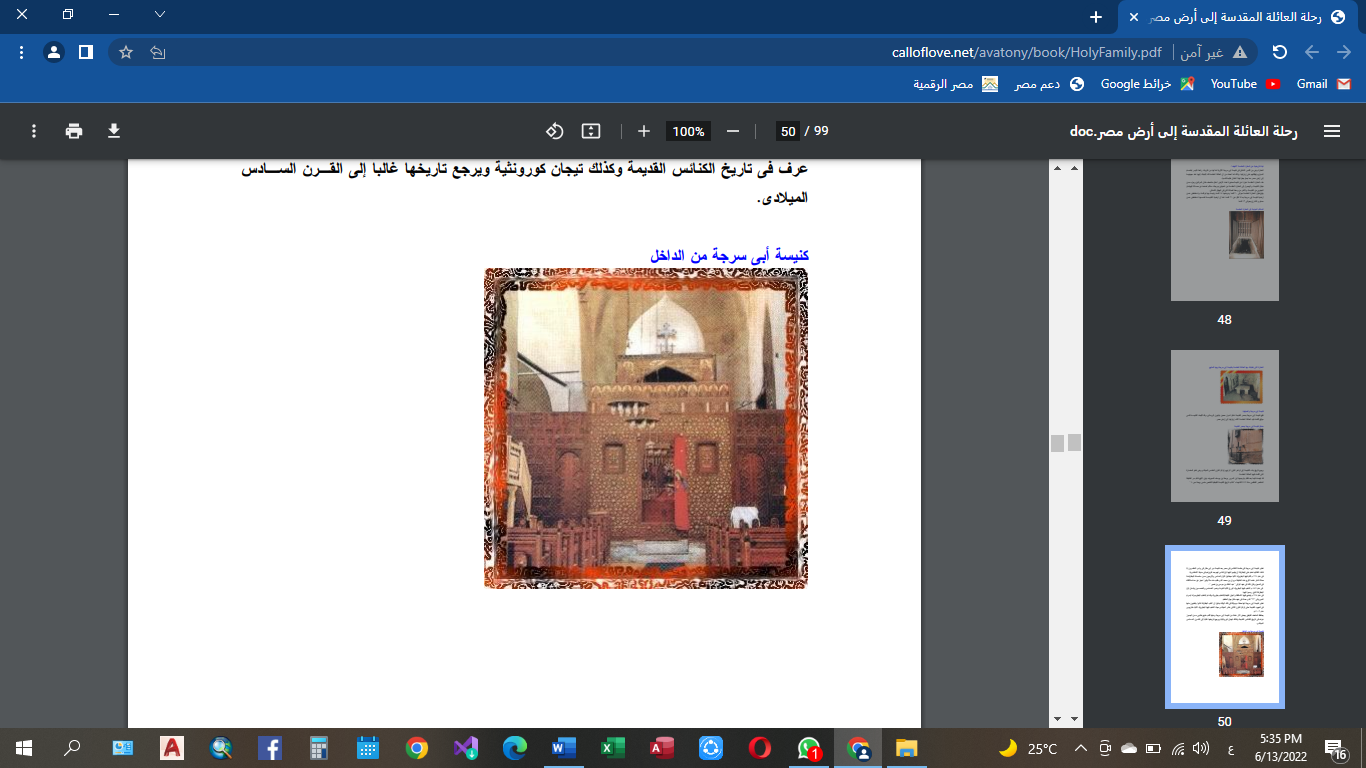 رحلة العائلة المقدسة إلى أرض مصر
غير آمن
calloflove.net/avatony/book/HolyFamily.pdf
Gmail
YouTube
خرائط Google
دعم مصر
مصر الرقمية
رحلة العائلة المقدسة إلى أرض مصر.doc
50 / 99
100%
عرف فى تاريخ الكنائس القديمة وكذلك تيجان كورونثية ويرجع تاريخها غالبا إلى القـــرن الســـادس
الميلادى.
كنيسة أبى سرجة من الداخل
48
49
50
25°C
ع
5:35 PM
6/13/2022
1
16